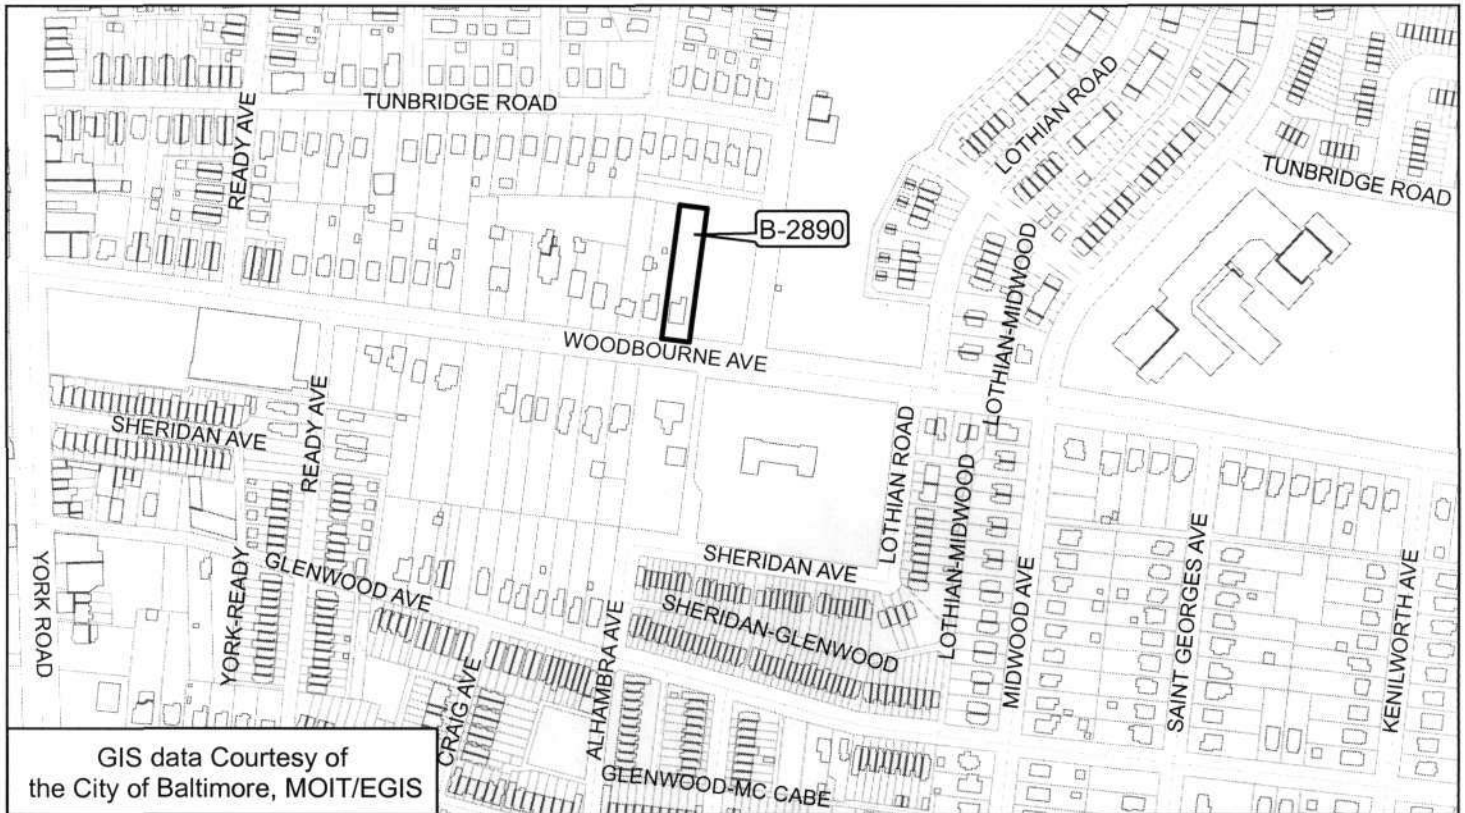 TUNBRIDGE ROAD
READY AVE
LOTHIAN ROAD
TUNBRIDGE ROAD
B-2890
LOTHIAN-MIDWOOD
WOODBOURNE AVE
SHERIDAN AVE
READY AVE
LOTHIAN ROAD
LOTHIAN-MIDWOOD
YORK ROAD
YORK-READY
GLENWOOD AVE
SHERIDAN AVE
SHERIDAN-GLENWOOD
MIDWOOD AVE
SAINT GEORGES AVE
KENILWORTH AVE
CRAIG AVE
ALHAMBRA AVE
GLENWOOD-MC CABE
GIS data Courtesy of
the City of Baltimore, MOIT/EGIS